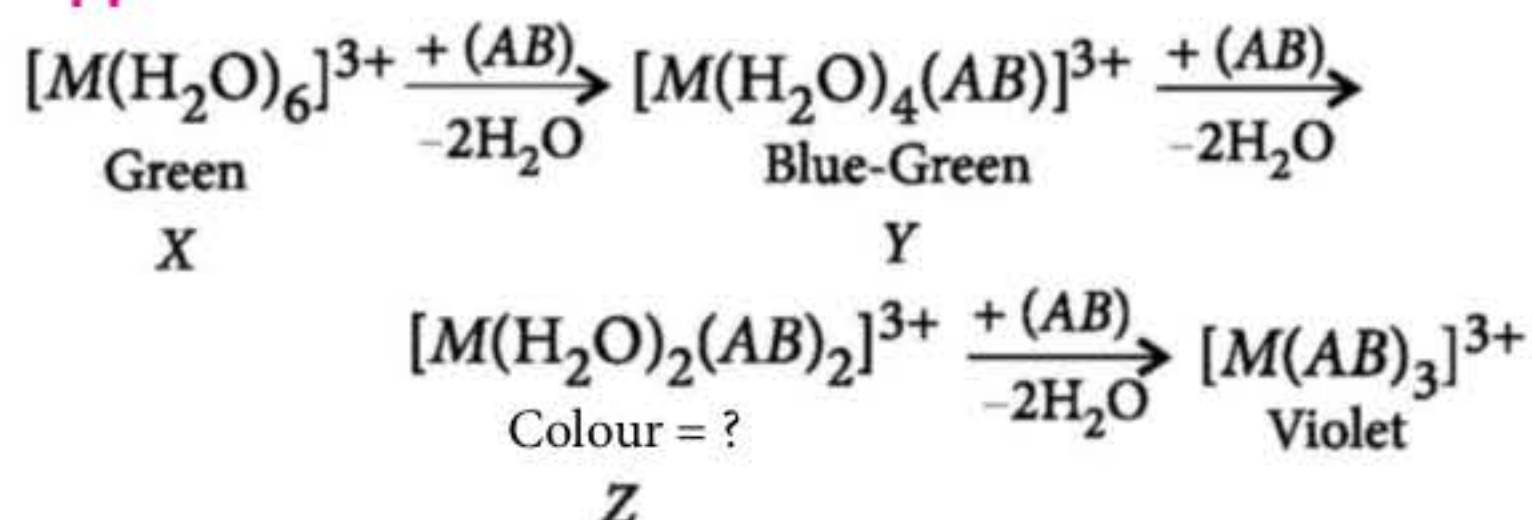 [M(H₂O)₆]³⁺ + (AB) → −2H₂O [M(H₂O)₄(AB)]³⁺ + (AB) → −2H₂O
Green Blue-Green
X Y
[M(H₂O)₂(AB)₂]³⁺ + (AB) → −2H₂O [M(AB)₃]³⁺
Colour = ? Violet
Z